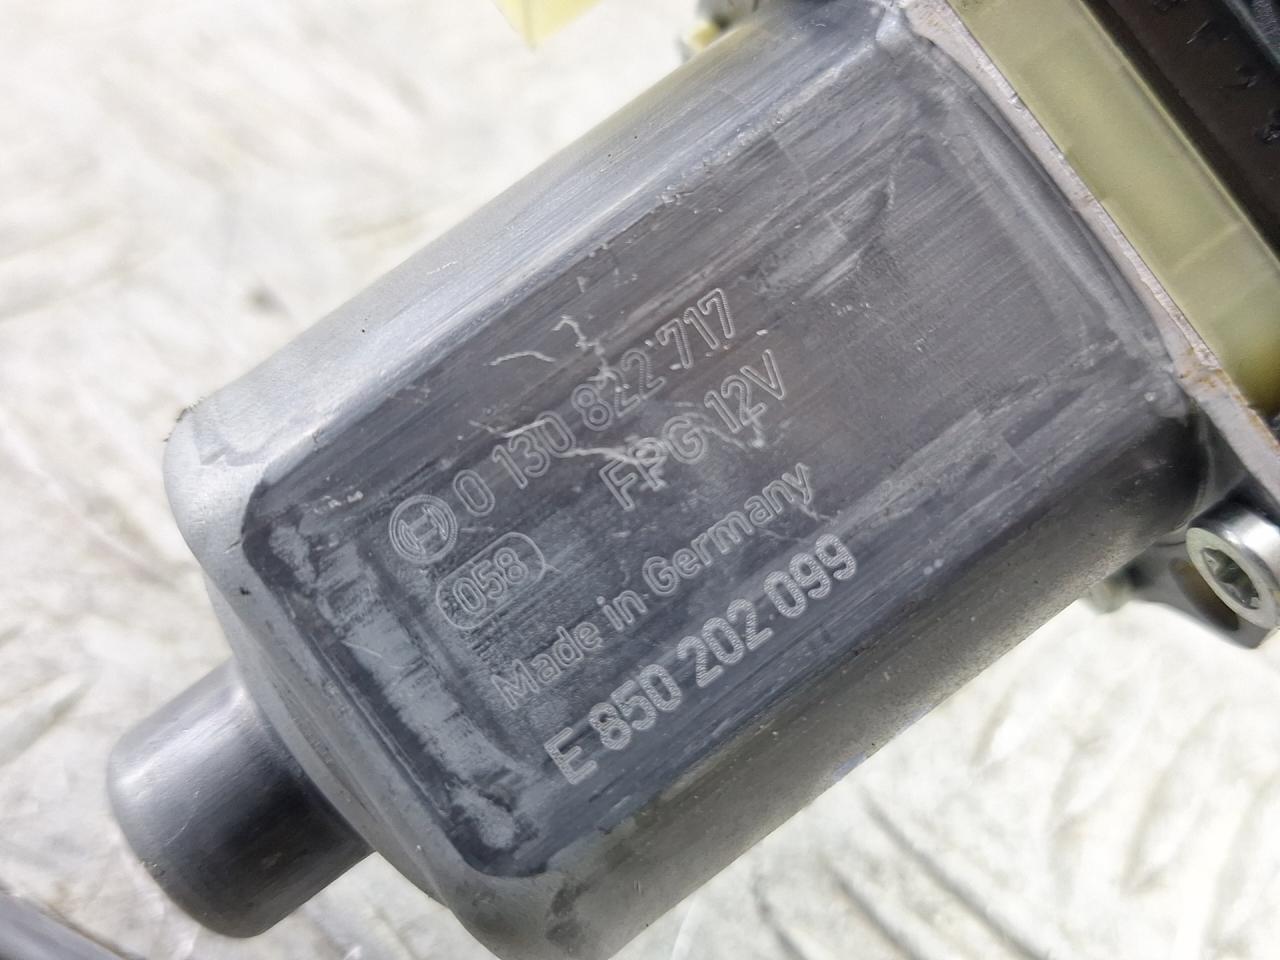 0 130 822 717
FPG 12V
058
Made in Germany
E 850 202 099